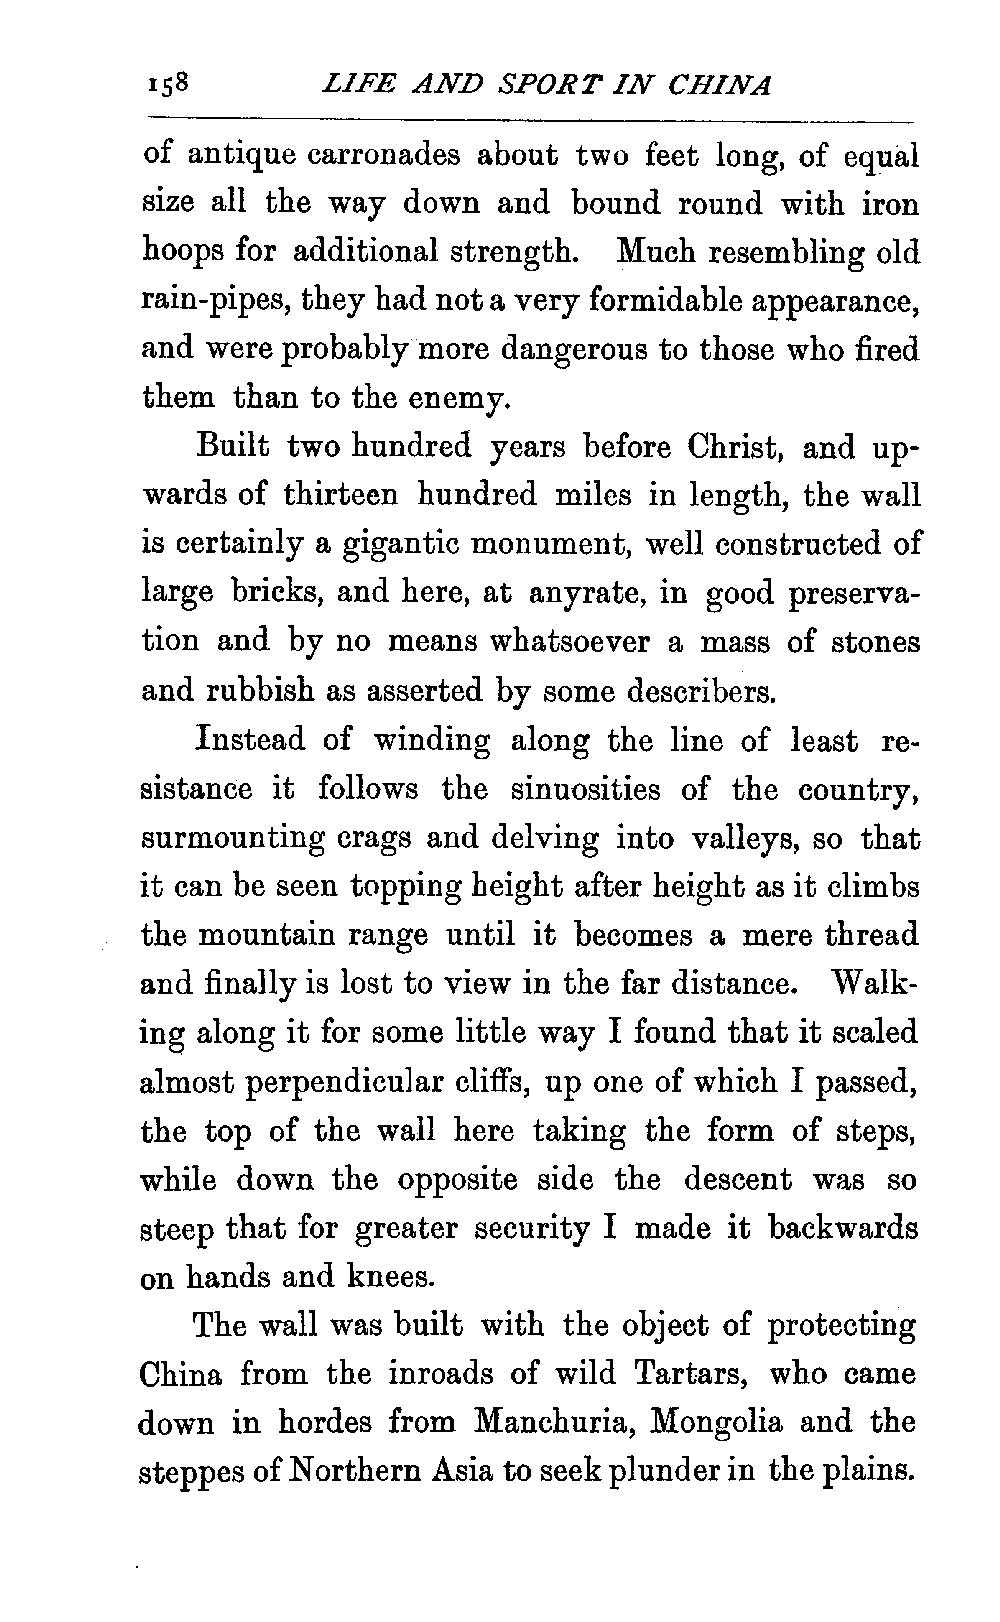 158 LIFE AND SPORT IN CHINA
of antique carronades about two feet long, of equal
size all the way down and bound round with iron
hoops for additional strength. Much resembling old
rain-pipes, they had not a very formidable appearance,
and were probably more dangerous to those who fired
them than to the enemy.
Built two hundred years before Christ, and up-
wards of thirteen hundred miles in length, the wall
is certainly a gigantic monument, well constructed of
large bricks, and here, at anyrate, in good preserva-
tion and by no means whatsoever a mass of stones
and rubbish as asserted by some describers.
Instead of winding along the line of least re-
sistance it follows the sinuosities of the country,
surmounting crags and delving into valleys, so that
it can be seen topping height after height as it climbs
the mountain range until it becomes a mere thread
and finally is lost to view in the far distance. Walk-
ing along it for some little way I found that it scaled
almost perpendicular cliffs, up one of which I passed,
the top of the wall here taking the form of steps,
while down the opposite side the descent was so
steep that for greater security I made it backwards
on hands and knees.
The wall was built with the object of protecting
China from the inroads of wild Tartars, who came
down in hordes from Manchuria, Mongolia and the
steppes of Northern Asia to seek plunder in the plains.